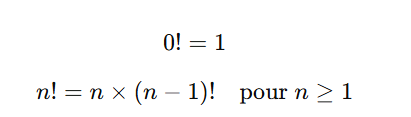 0! = 1
n! = n × (n − 1)! pour n ≥ 1